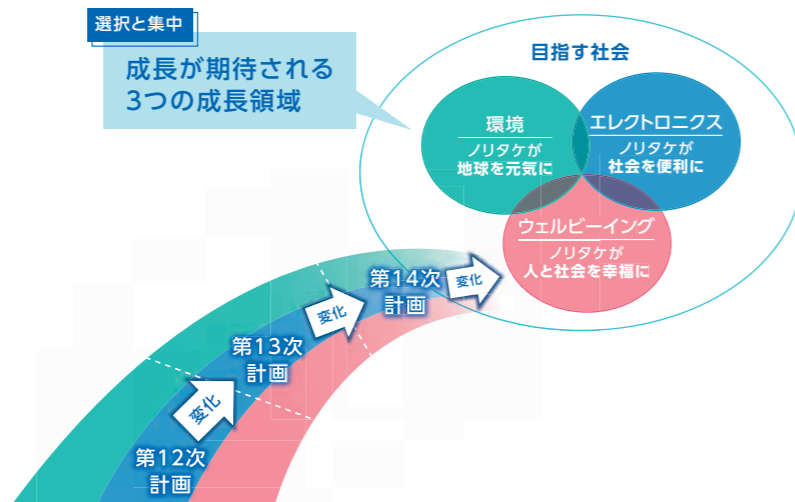 選択と集中
成長が期待される
3つの成長領域
目指す社会
環境
ノリタケが
地球を元気に
エレクトロニクス
ノリタケが
社会を便利に
ウェルビーイング
ノリタケが
人と社会を幸福に
第14次
計画
変化
変化
第13次
計画
変化
第12次
計画